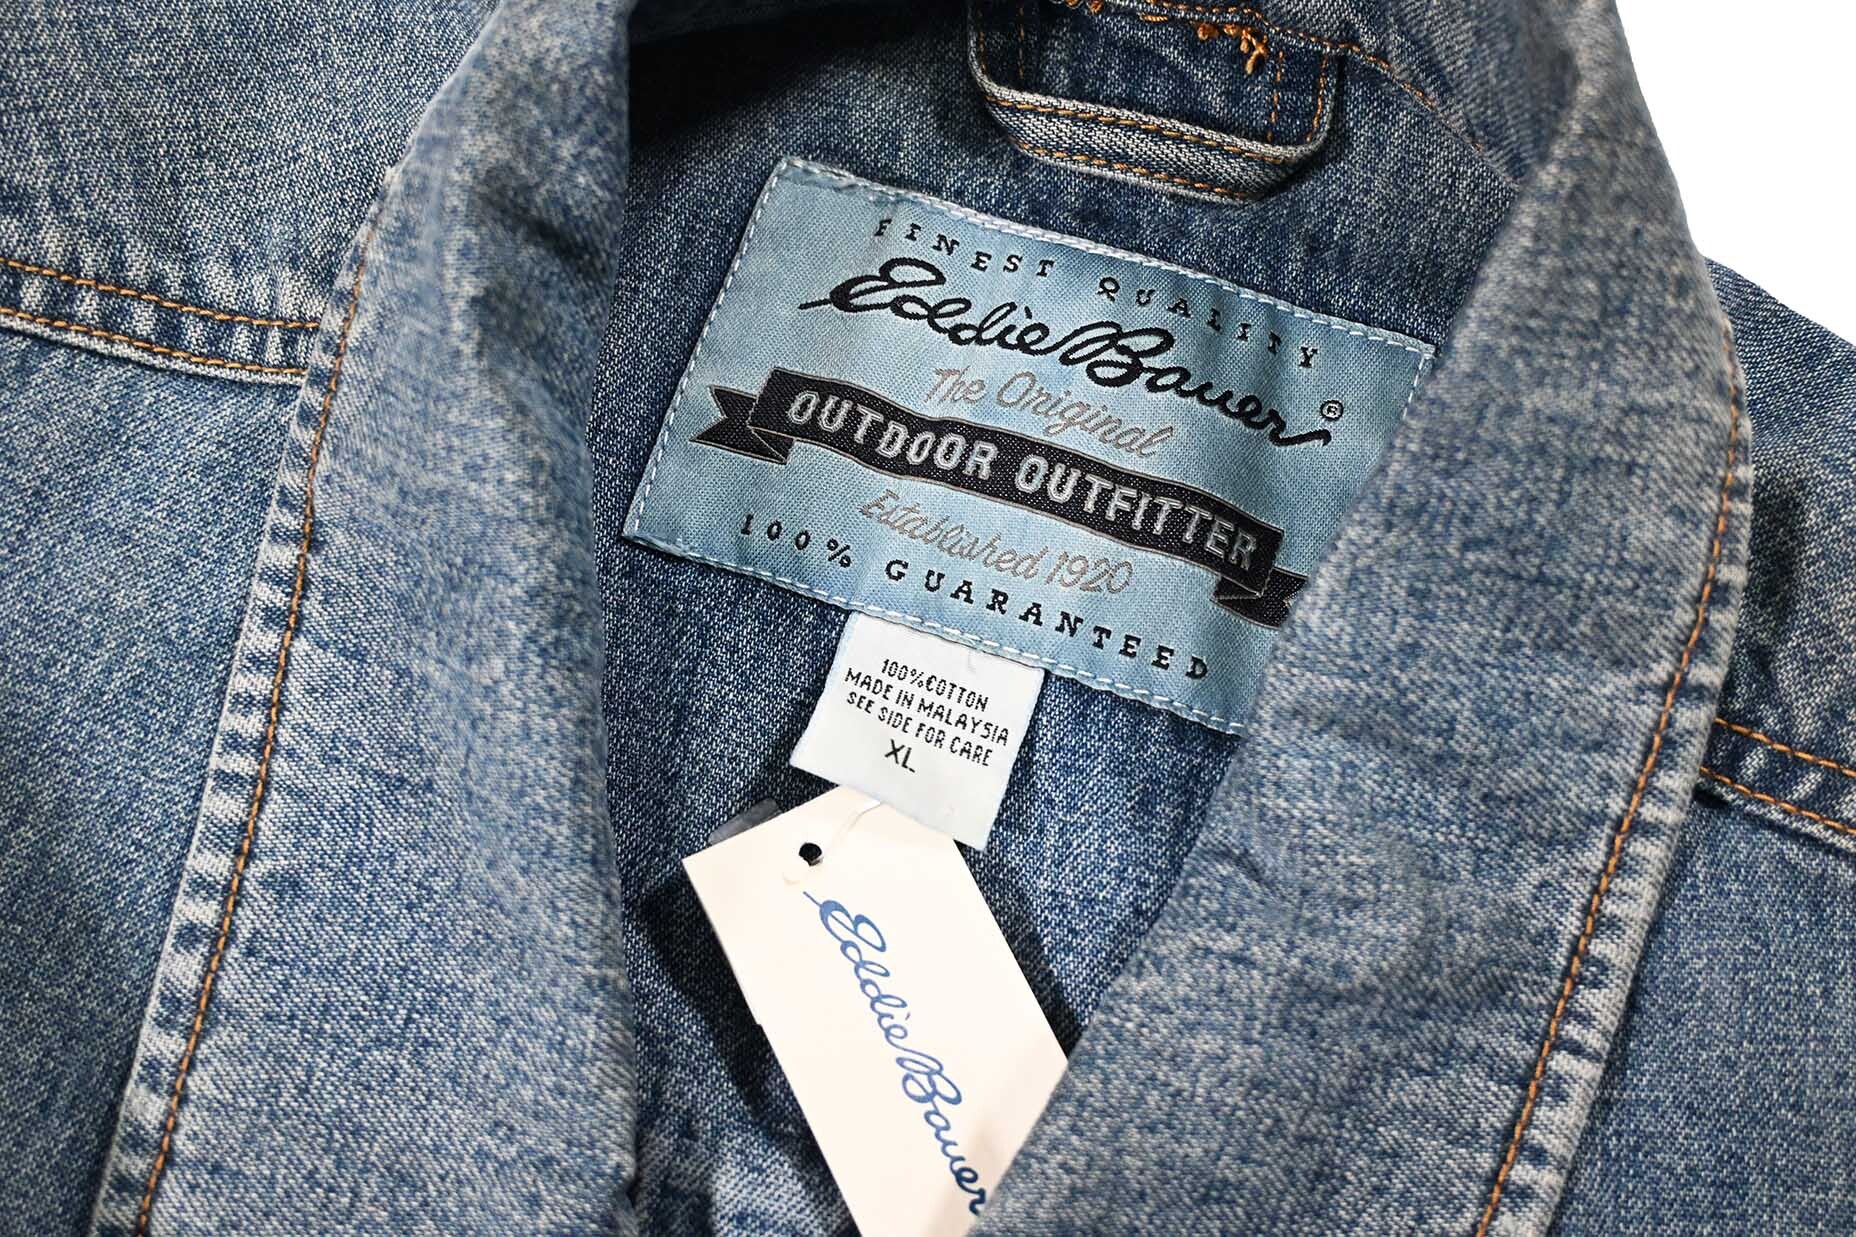 FINEST QUALITY
Eddie Bauer®
The Original
OUTDOOR OUTFITTER
Established 1920
100% GUARANTEED
100%COTTON
MADE IN MALAYSIA
SEE SIDE FOR CARE
XL
Eddie Bauer